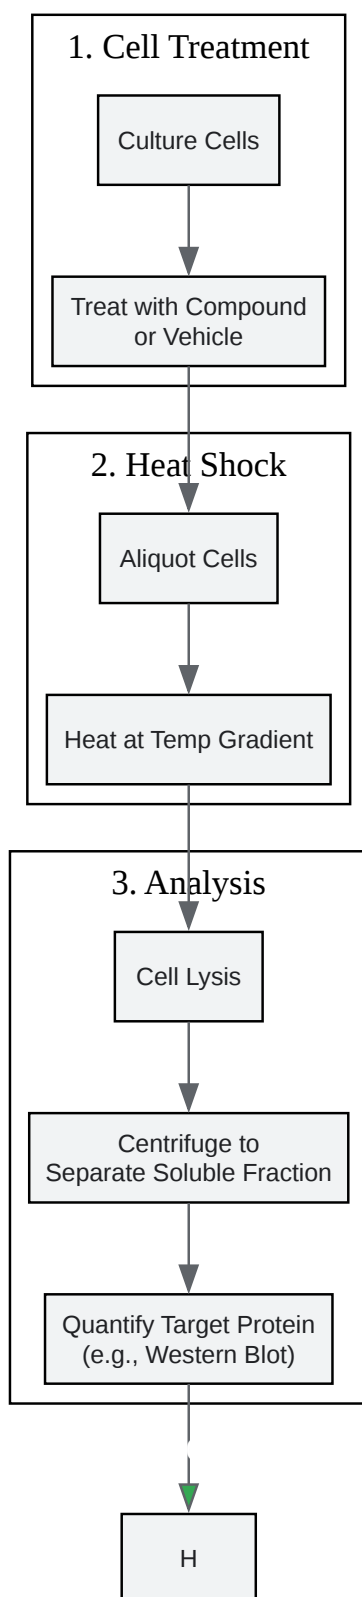 1. Cell Treatment
Culture Cells
Treat with Compound
or Vehicle
2. Heat Shock
Aliquot Cells
Heat at Temp Gradient
3. Analysis
Cell Lysis
Centrifuge to
Separate Soluble Fraction
Quantify Target Protein
(e.g., Western Blot)
H